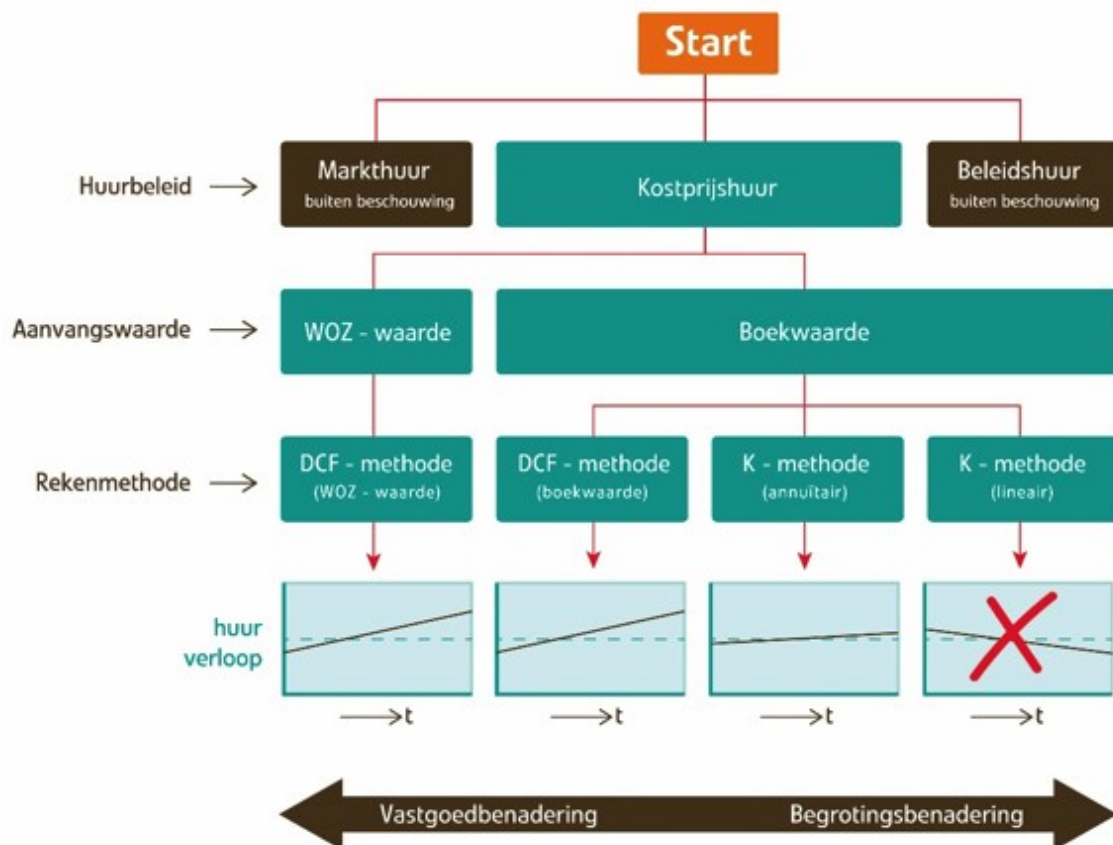 Start
Huurbeleid
Markthuur
buiten beschouwing
Kostprijshuur
Beleidshuur
buiten beschouwing
Aanvangswaarde
WOZ - waarde
Boekwaarde
Rekenmethode
DCF - methode
(WOZ - waarde)
DCF - methode
(boekwaarde)
K - methode
(annuïtair)
K - methode
(lineair)
huur
verloop
t
t
t
t
Vastgoedbenadering
Begrotingsbenadering